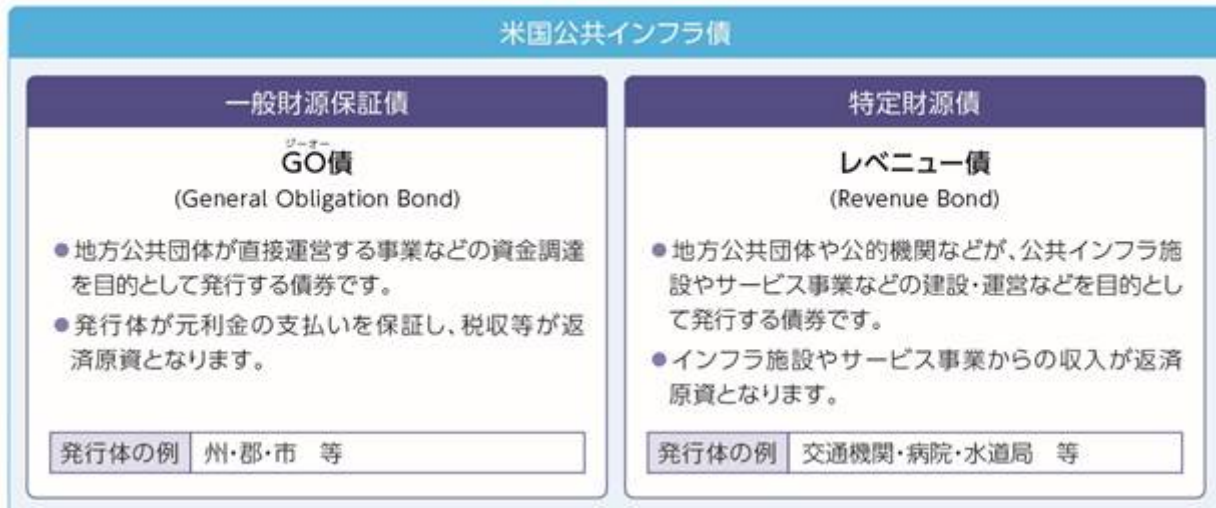 米国公共インフラ債
一般財源保証債
ジーオー
GO債
(General Obligation Bond)
●地方公共団体が直接運営する事業などの資金調達
を目的として発行する債券です。
●発行体が元利金の支払いを保証し、税収等が返
済原資となります。
発行体の例 州・郡・市 等
特定財源債
レベニュー債
(Revenue Bond)
●地方公共団体や公的機関などが、公共インフラ施
設やサービス事業などの建設・運営などを目的とし
て発行する債券です。
●インフラ施設やサービス事業からの収入が返済
原資となります。
発行体の例 交通機関・病院・水道局 等